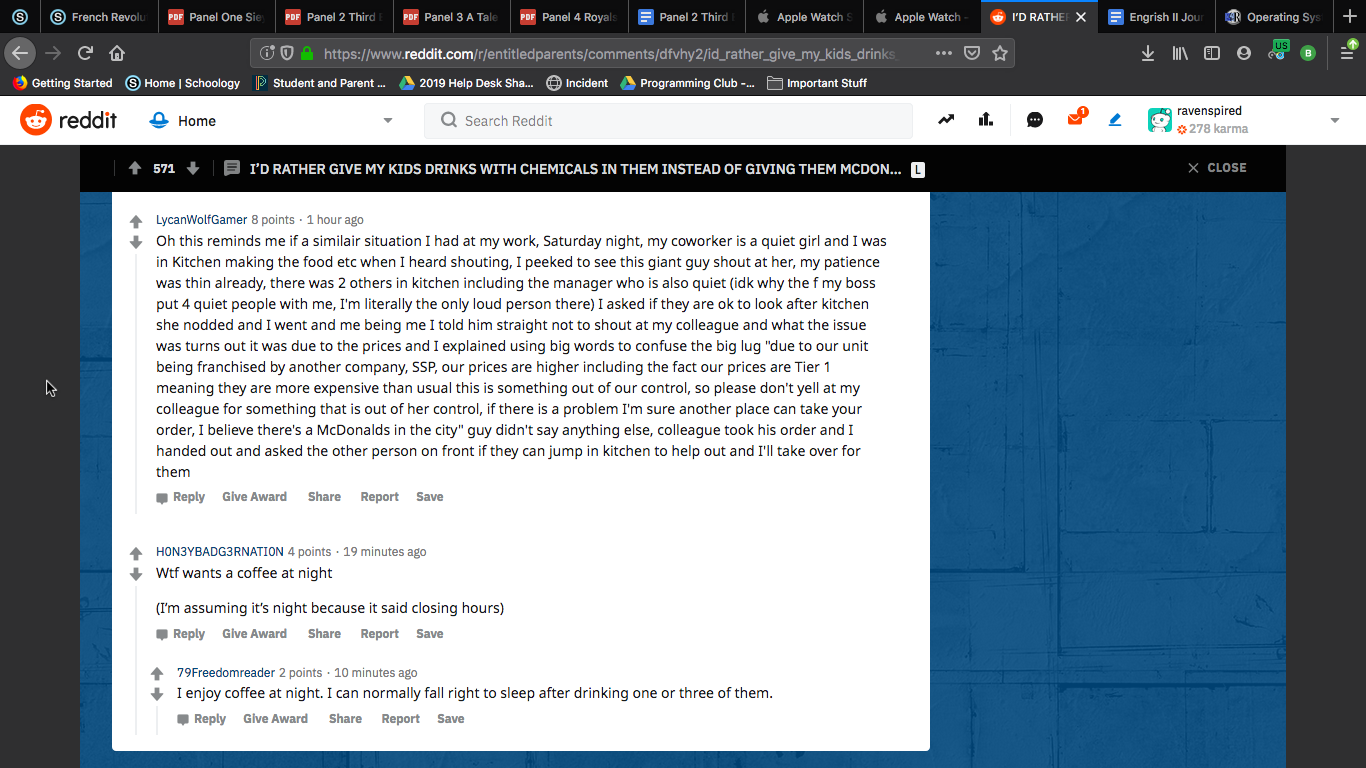 French Revolu
Panel One Sie
Panel 2 Third
Panel 3 A Tale
Panel 4 Royals
Panel 2 Third
Apple Watch S
Apple Watch -
I'D RATHE
Engrish II Jour
Operating Sys
https://www.reddit.com/r/entitledparents/comments/dfvhy2/id_rather_give_my_kids_drinks_
US
B
Getting Started
Home | Schoology
Student and Parent ...
2019 Help Desk Sha...
Incident
Programming Club -...
Important Stuff
reddit
Home
Search Reddit
1
ravenspired
278 karma
571
I'D RATHER GIVE MY KIDS DRINKS WITH CHEMICALS IN THEM INSTEAD OF GIVING THEM MCDON... L
CLOSE
LycanWolfGamer 8 points · 1 hour ago
Oh this reminds me if a similair situation I had at my work, Saturday night, my coworker is a quiet girl and I was
in Kitchen making the food etc when I heard shouting, I peeked to see this giant guy shout at her, my patience
was thin already, there was 2 others in kitchen including the manager who is also quiet (idk why the f my boss
put 4 quiet people with me, I'm literally the only loud person there) I asked if they are ok to look after kitchen
she nodded and I went and me being me I told him straight not to shout at my colleague and what the issue
was turns out it was due to the prices and I explained using big words to confuse the big lug "due to our unit
being franchised by another company, SSP, our prices are higher including the fact our prices are Tier 1
meaning they are more expensive than usual this is something out of our control, so please don't yell at my
colleague for something that is out of her control, if there is a problem I'm sure another place can take your
order, I believe there's a McDonalds in the city" guy didn't say anything else, colleague took his order and I
handed out and asked the other person on front if they can jump in kitchen to help out and I'll take over for
them
Reply Give Award Share Report Save
H0N3YBADG3RNATI0N 4 points · 19 minutes ago
Wtf wants a coffee at night
(I'm assuming it's night because it said closing hours)
Reply Give Award Share Report Save
79Freedomreader 2 points · 10 minutes ago
I enjoy coffee at night. I can normally fall right to sleep after drinking one or three of them.
Reply Give Award Share Report Save